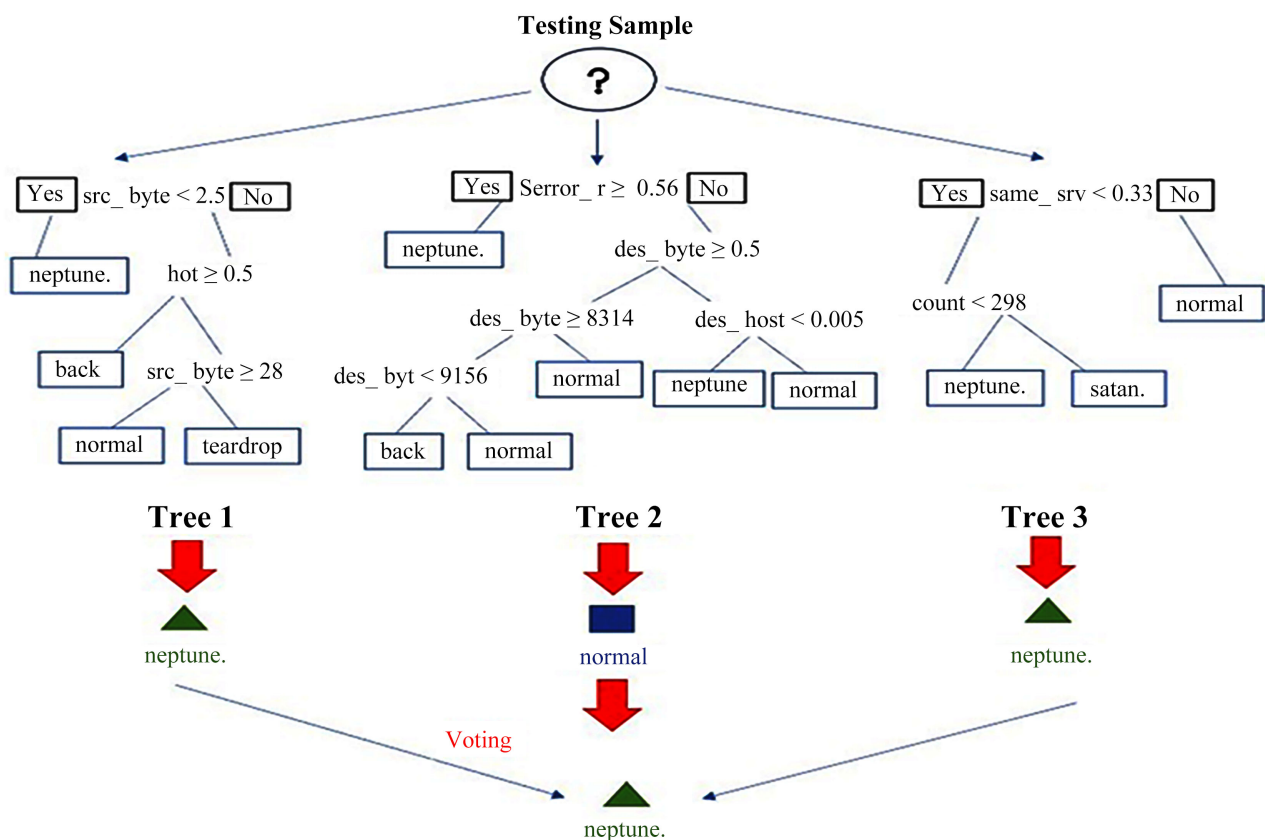 Testing Sample
?
Yes src_ byte < 2.5 No
neptune.
hot ≥ 0.5
back
src_ byte ≥ 28
normal
teardrop
Yes Serror_ r ≥ 0.56 No
neptune.
des_ byte ≥ 0.5
des_ byte ≥ 8314
des_ host < 0.005
des_ byt < 9156
normal
neptune
normal
back
normal
Yes same_ srv < 0.33 No
count < 298
normal
neptune.
satan.
Tree 1
Tree 2
Tree 3
neptune.
normal
neptune.
Voting
neptune.